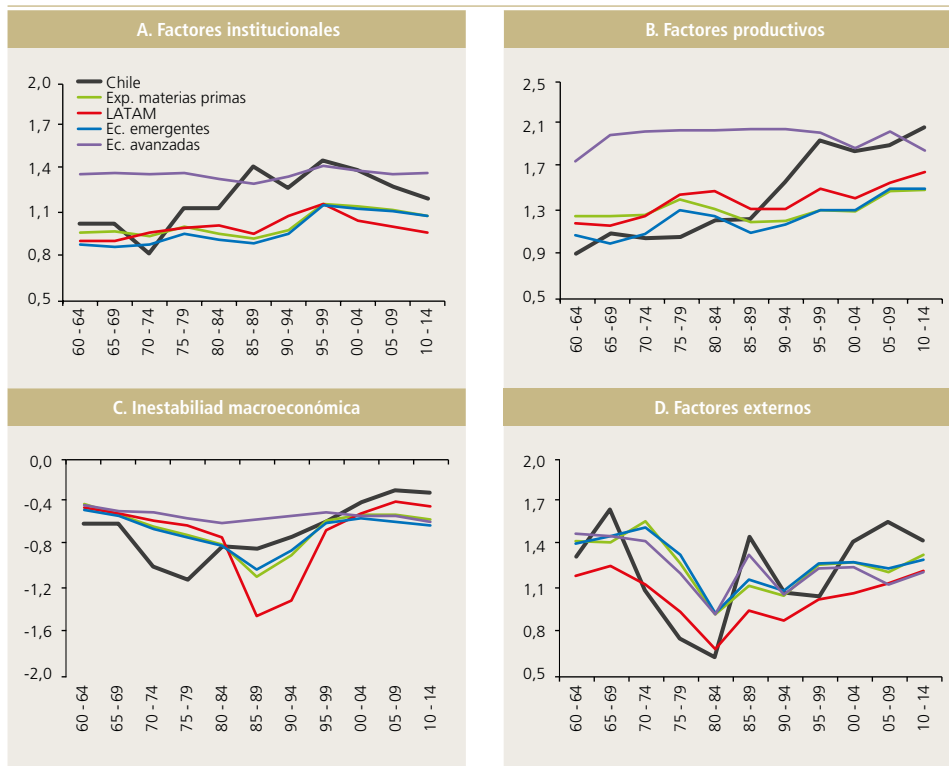 A. Factores institucionales
2,0
1,7
1,4
1,1
0,8
0,5
Chile
Exp. materias primas
LATAM
Ec. emergentes
Ec. avanzadas
60 - 64
65 - 69
70 - 74
75 - 79
80 - 84
85 - 89
90 - 94
95 - 99
00 - 04
05 - 09
10 - 14
B. Factores productivos
2,5
2,1
1,7
1,3
0,9
0,5
60 - 64
65 - 69
70 - 74
75 - 79
80 - 84
85 - 89
90 - 94
95 - 99
00 - 04
05 - 09
10 - 14
C. Inestabiliad macroeconómica
0,0
-0,4
-0,8
-1,2
-1,6
-2,0
60 - 64
65 - 69
70 - 74
75 - 79
80 - 84
85 - 89
90 - 94
95 - 99
00 - 04
05 - 09
10 - 14
D. Factores externos
2,0
1,7
1,4
1,1
0,8
0,5
60 - 64
65 - 69
70 - 74
75 - 79
80 - 84
85 - 89
90 - 94
95 - 99
00 - 04
05 - 09
10 - 14